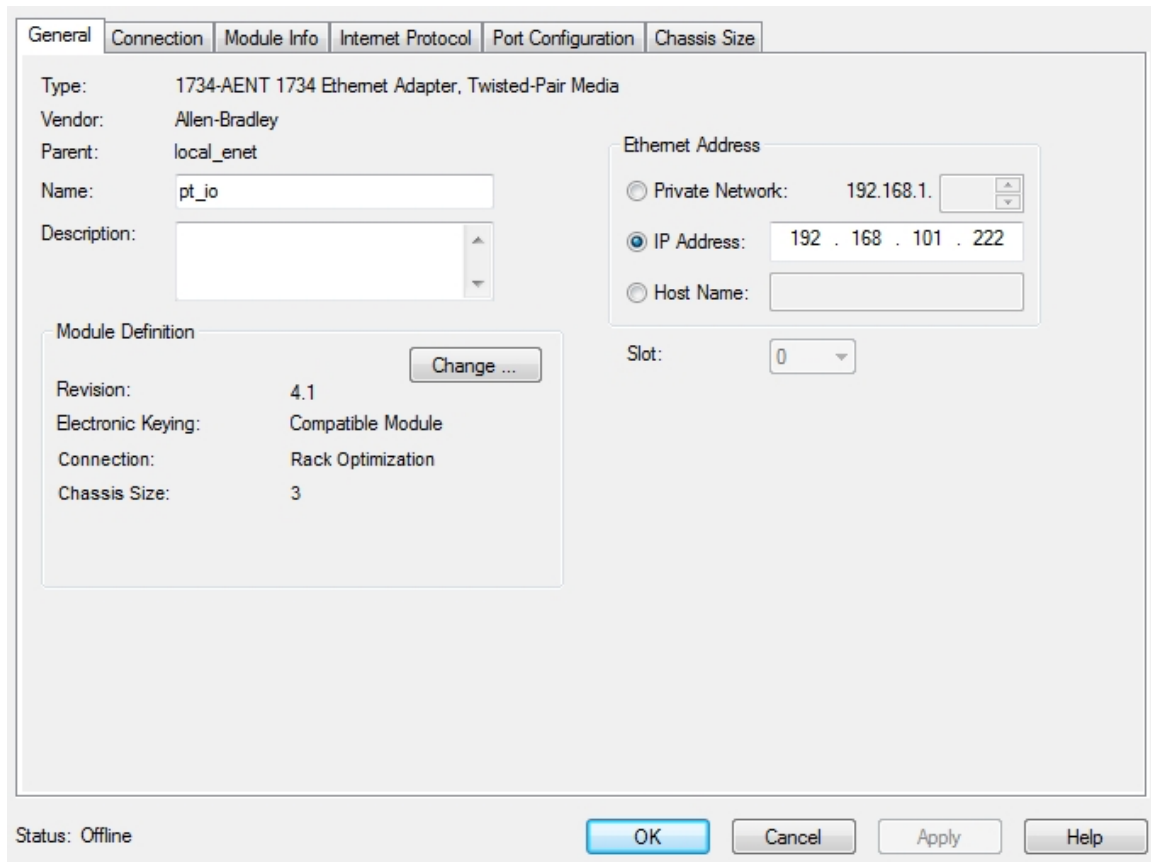 General Connection Module Info Internet Protocol Port Configuration Chassis Size
Type: 1734-AENT 1734 Ethernet Adapter, Twisted-Pair Media
Vendor: Allen-Bradley
Parent: local_enet
Name: pt_io
Description:
Ethernet Address
Private Network: 192.168.1.
IP Address: 192 . 168 . 101 . 222
Host Name:
Module Definition
Change ...
Revision: 4.1
Electronic Keying: Compatible Module
Connection: Rack Optimization
Chassis Size: 3
Slot: 0
Status: Offline
OK Cancel Apply Help